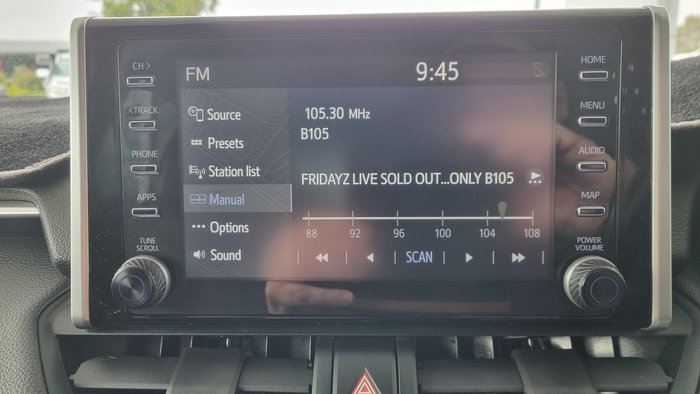 FM
9:45
CH >
<TRACK
PHONE
APPS
TUNE
SCROLL
Source
Presets
Station list
Manual
Options
Sound
105.30 MHz
B105
FRIDAYZ LIVE SOLD OUT...ONLY B105
88 92 96 100 104 108
SCAN
HOME
MENU
AUDIO
MAP
POWER
VOLUME